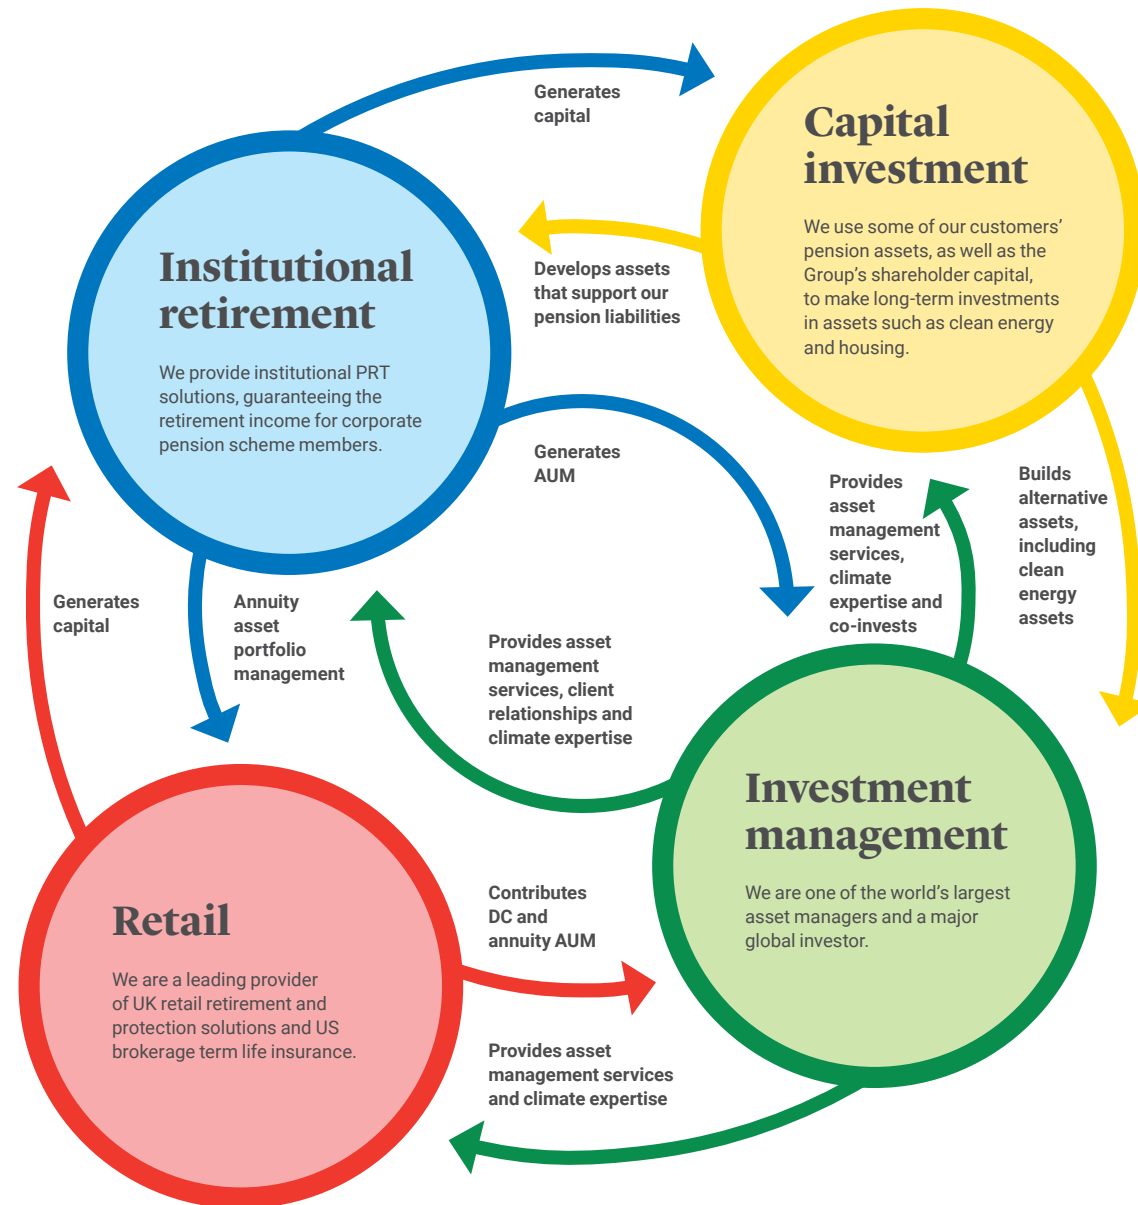 Generates
capital
Capital
investment
We use some of our customers’
pension assets, as well as the
Group’s shareholder capital,
to make long-term investments
in assets such as clean energy
and housing.
Institutional
retirement
We provide institutional PRT
solutions, guaranteeing the
retirement income for corporate
pension scheme members.
Develops assets
that support our
pension liabilities
Generates
AUM
Provides
asset
management
services,
climate
expertise and
co-invests
Builds
alternative
assets,
including
clean
energy
assets
Generates
capital
Annuity
asset
portfolio
management
Provides asset
management
services, client
relationships and
climate expertise
Investment
management
We are one of the world’s largest
asset managers and a major
global investor.
Retail
We are a leading provider
of UK retail retirement and
protection solutions and US
brokerage term life insurance.
Contributes
DC and
annuity AUM
Provides asset
management services
and climate expertise